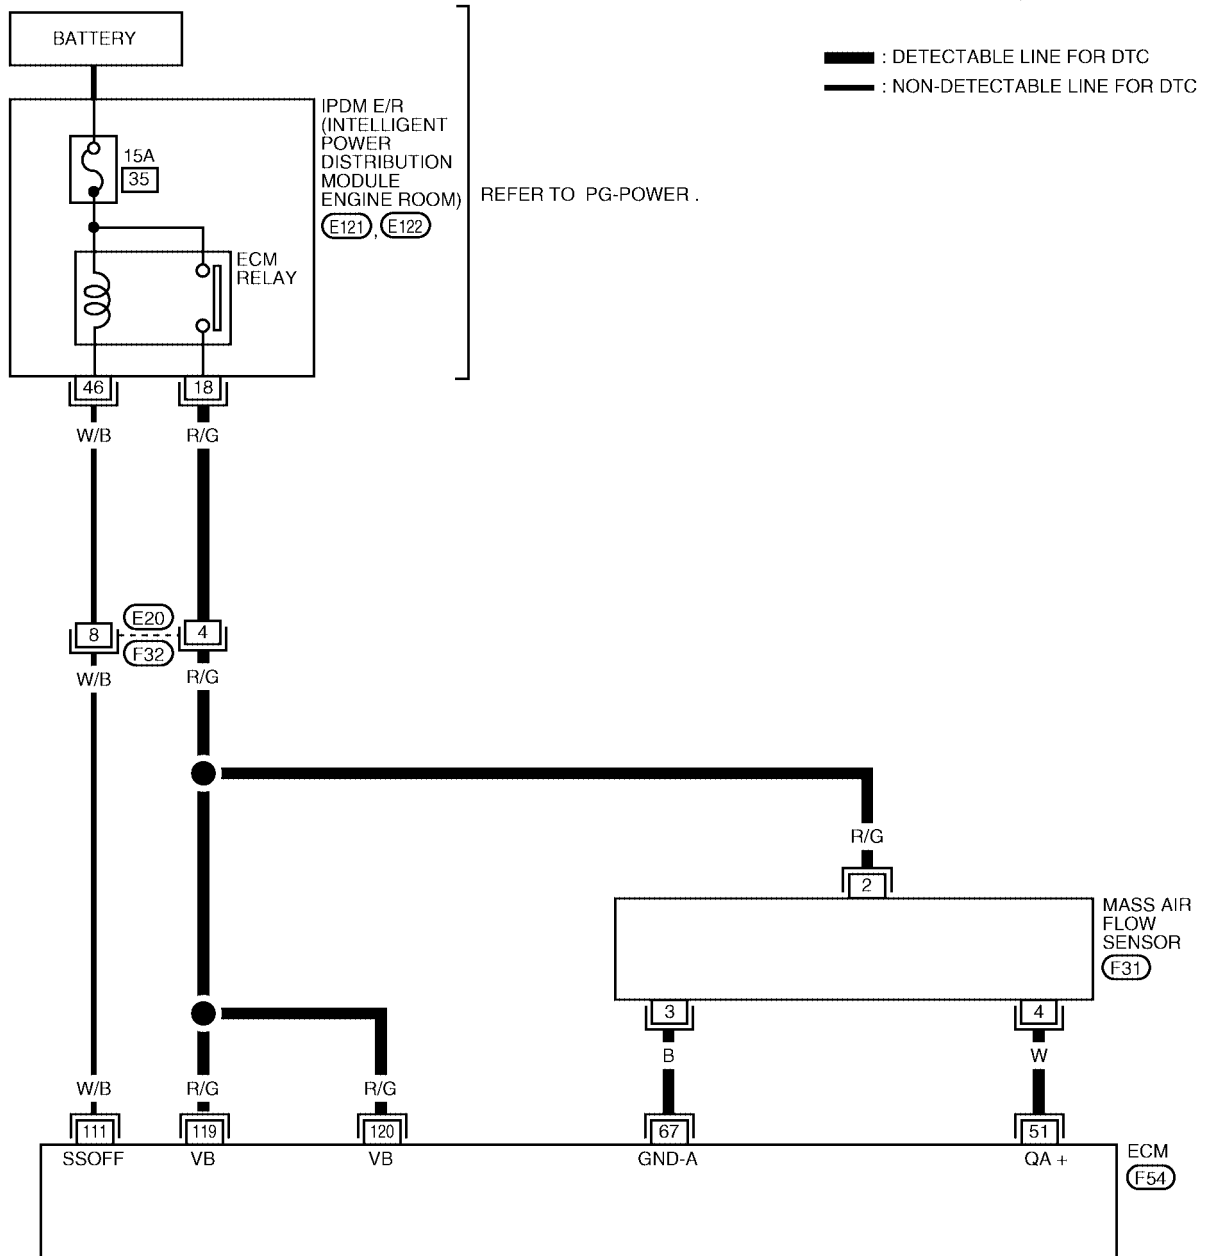 BATTERY
: DETECTABLE LINE FOR DTC
: NON-DETECTABLE LINE FOR DTC
IPDM E/R
(INTELLIGENT
POWER
DISTRIBUTION
MODULE
ENGINE ROOM)
E121 , E122
15A
35
REFER TO PG-POWER .
ECM
RELAY
46
18
W/B
R/G
E20
8
4
F32
W/B
R/G
R/G
2
MASS AIR
FLOW
SENSOR
F31
3
4
B
W
W/B
R/G
R/G
111
119
120
67
51
SSOFF
VB
VB
GND-A
QA +
ECM
F54